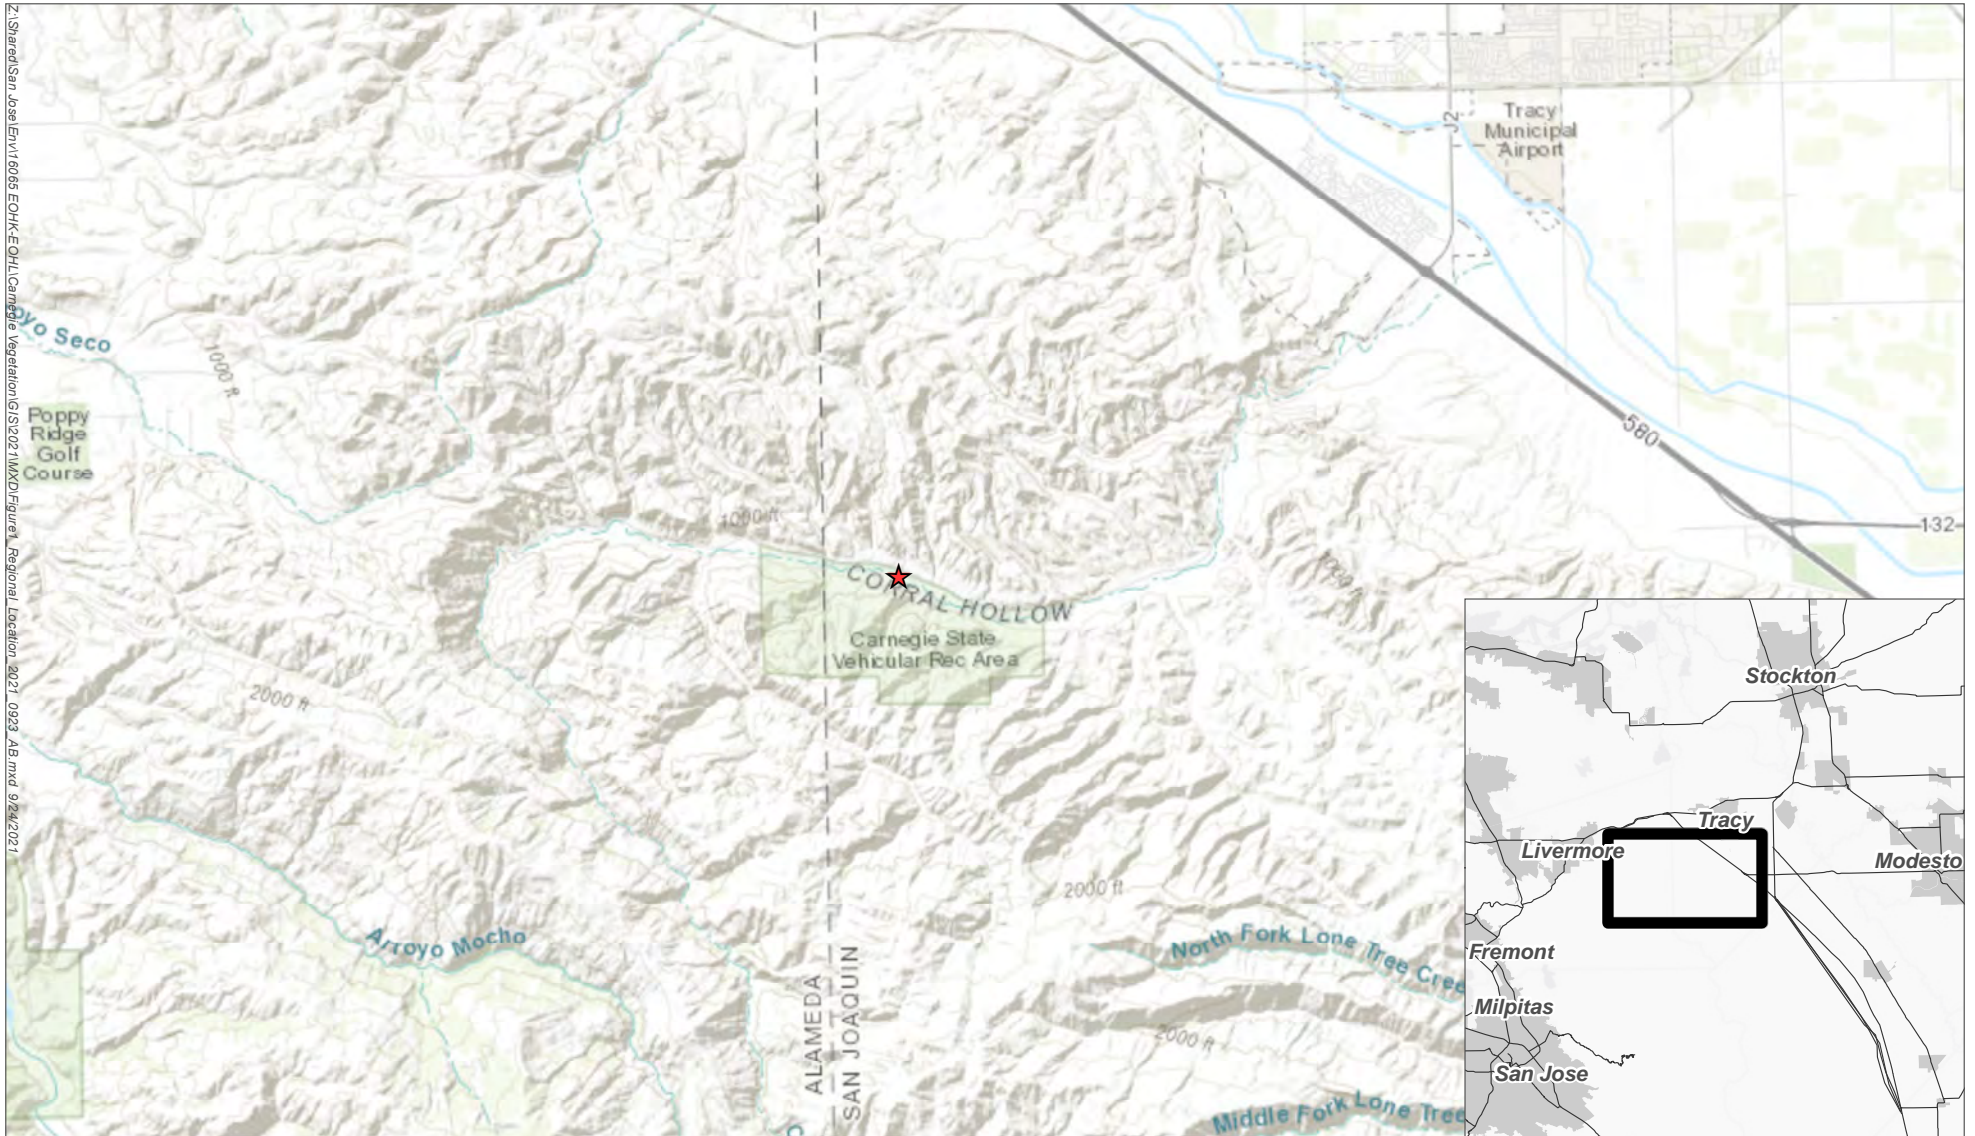 Z:\Shared\San Jose\Env\16065 EOHK-EOHL\Carnegie Vegetation\GIS\2021\MXD\Figure1_Regional_Location_2021_0923_AB.mxd 9/24/2021
J2
Tracy
Municipal
Airport
oyo Seco
1000 ft
Poppy
Ridge
Golf
Course
580
132
1000 ft
CORRAL HOLLOW
Carnegie State
Vehicular Rec Area
2000 ft
2000 ft
Arroyo Mocho
North Fork Lone Tree Cree
2000 ft
ALAMEDA
SAN JOAQUIN
Middle Fork Lone Tree
Stockton
Tracy
Livermore
Modesto
Fremont
Milpitas
San Jose